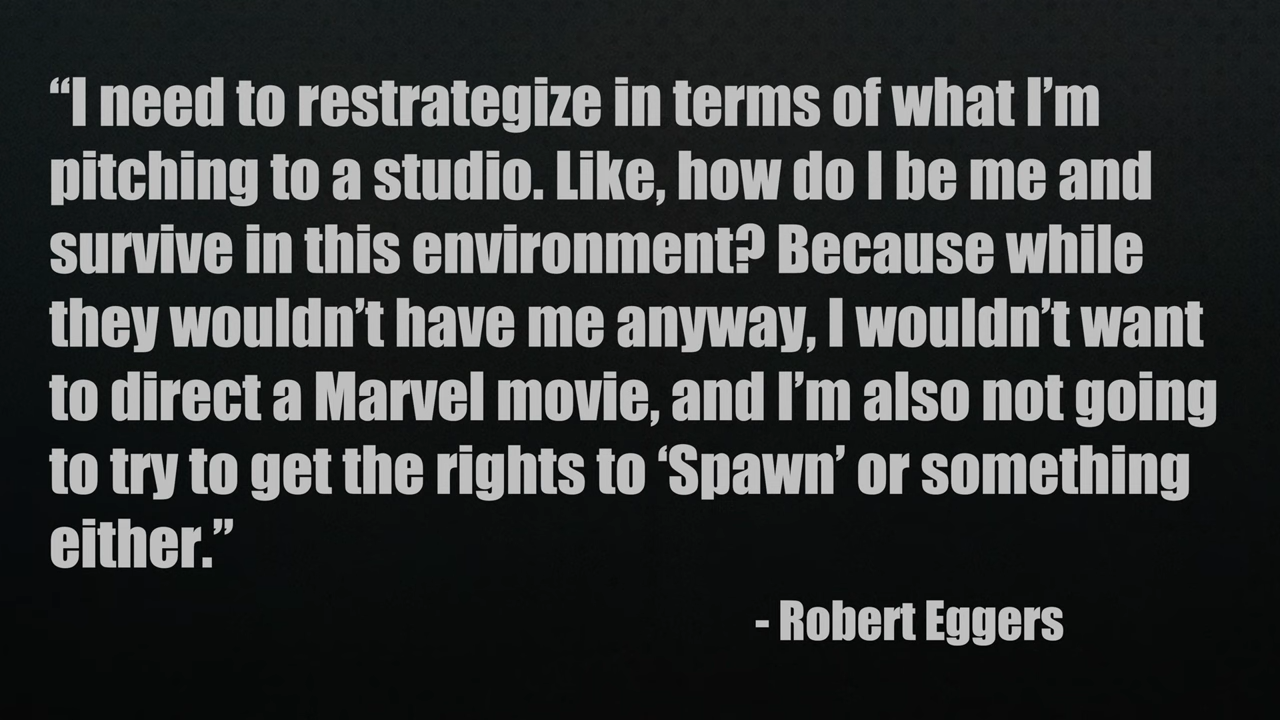 “I need to restrategize in terms of what I’m
pitching to a studio. Like, how do I be me and
survive in this environment? Because while
they wouldn’t have me anyway, I wouldn’t want
to direct a Marvel movie, and I’m also not going
to try to get the rights to ‘Spawn’ or something
either.”
- Robert Eggers